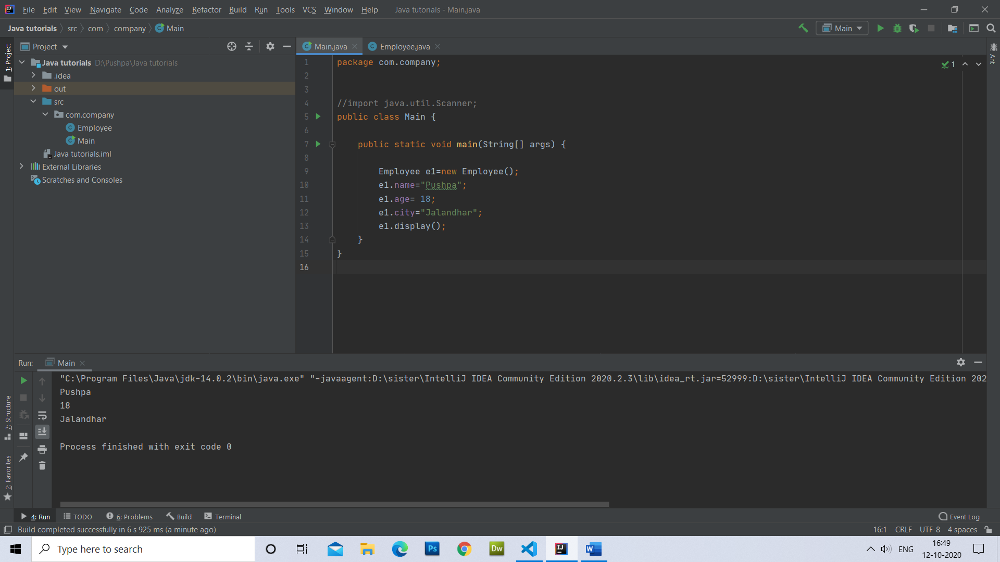 File Edit View Navigate Code Analyze Refactor Build Run Tools VCS Window Help Java tutorials - Main.java
Java tutorials src com company Main
Main
1: Project
Project
Java tutorials D:\Pushpa\Java tutorials
.idea
out
src
com.company
Employee
Main
Java tutorials.iml
External Libraries
Scratches and Consoles
Main.java Employee.java
1 package com.company;
2
3
4 //import java.util.Scanner;
5 public class Main {
6
7 public static void main(String[] args) {
8
9 Employee e1=new Employee();
10 e1.name="Pushpa";
11 e1.age= 18;
12 e1.city="Jalandhar";
13 e1.display();
14 }
15 }
16
1
Ant
Run: Main
"C:\Program Files\Java\jdk-14.0.2\bin\java.exe" "-javaagent:D:\sister\IntelliJ IDEA Community Edition 2020.2.3\lib\idea_rt.jar=52999:D:\sister\IntelliJ IDEA Community Edition 202
Pushpa
18
Jalandhar
Process finished with exit code 0
7: Structure
2: Favorites
4: Run TODO 6: Problems Build Terminal Event Log
Build completed successfully in 6 s 925 ms (a minute ago) 16:1 CRLF UTF-8 4 spaces
Type here to search
Ps
Dw
IJ
W
ENG
16:49
12-10-2020